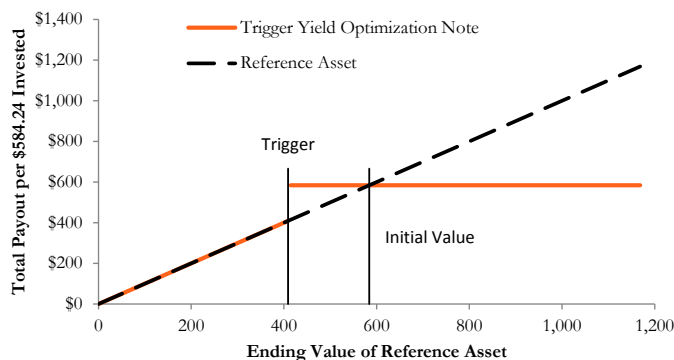 $1,400
$1,200
$1,000
$800
$600
$400
$200
$0
Total Payout per $584.24 Invested
Trigger Yield Optimization Note
Reference Asset
Trigger
Initial Value
0
200
400
600
800
1,000
1,200
Ending Value of Reference Asset